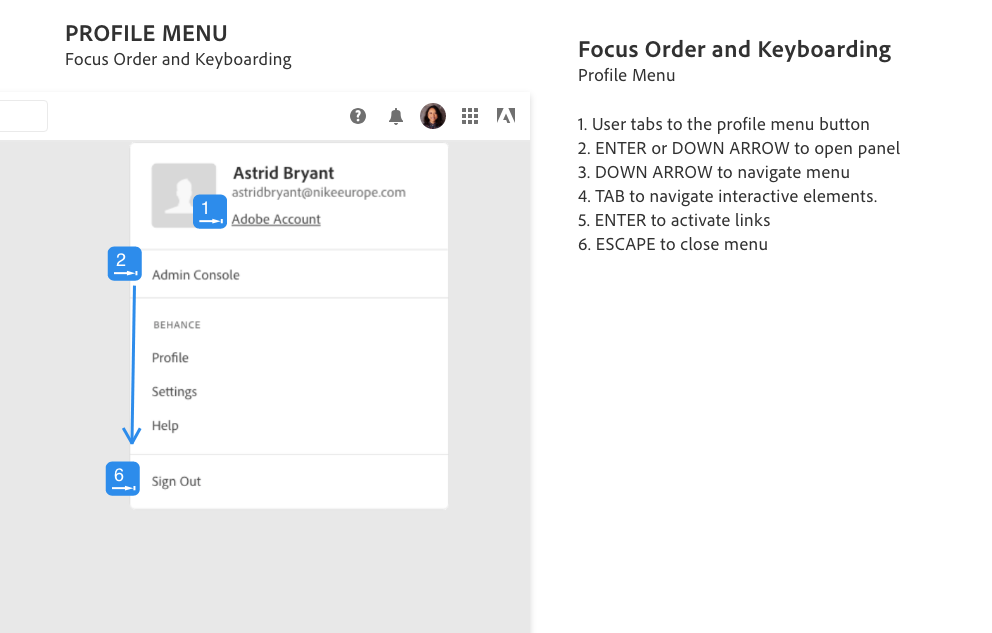 PROFILE MENU
Focus Order and Keyboarding
?
Astrid Bryant
astridbryant@nikeeurope.com
1
Adobe Account
2
Admin Console
BEHANCE
Profile
Settings
Help
6
Sign Out
Focus Order and Keyboarding
Profile Menu
1. User tabs to the profile menu button
2. ENTER or DOWN ARROW to open panel
3. DOWN ARROW to navigate menu
4. TAB to navigate interactive elements.
5. ENTER to activate links
6. ESCAPE to close menu